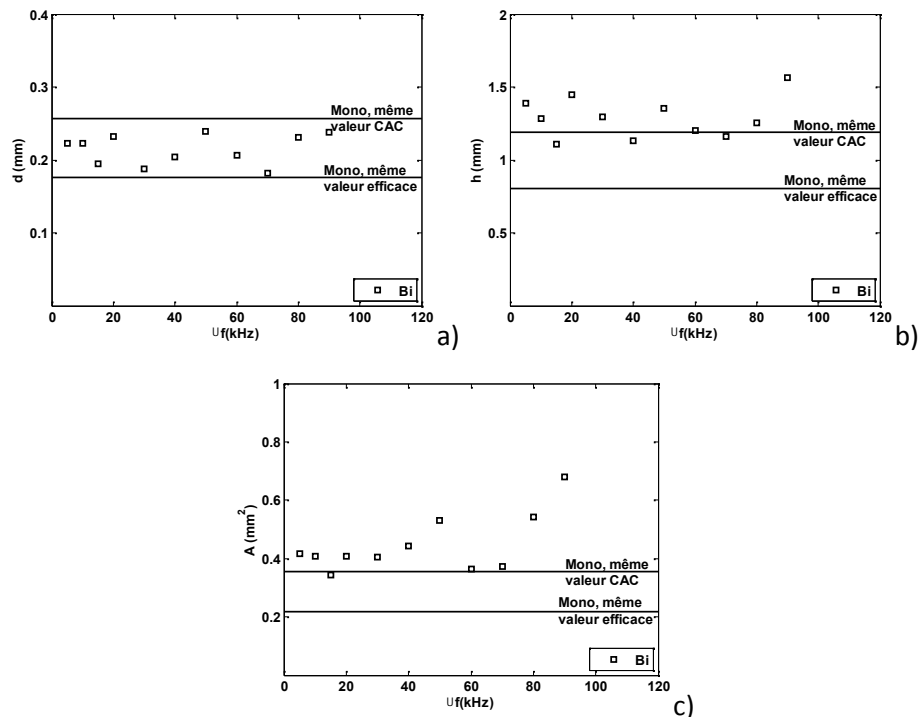 0.4
0.3
0.2
0.1
0
d (mm)
Mono, même
valeur CAC
Mono, même
valeur efficace
Bi
0 20 40 60 80 100 120
Uf(kHz)
a)
2
1.5
1
0.5
h (mm)
Mono, même
valeur CAC
Mono, même
valeur efficace
Bi
0 20 40 60 80 100 120
Uf(kHz)
b)
1
0.8
0.6
0.4
0.2
A (mm²)
Mono, même
valeur CAC
Mono, même
valeur efficace
Bi
0 20 40 60 80 100 120
Uf(kHz)
c)